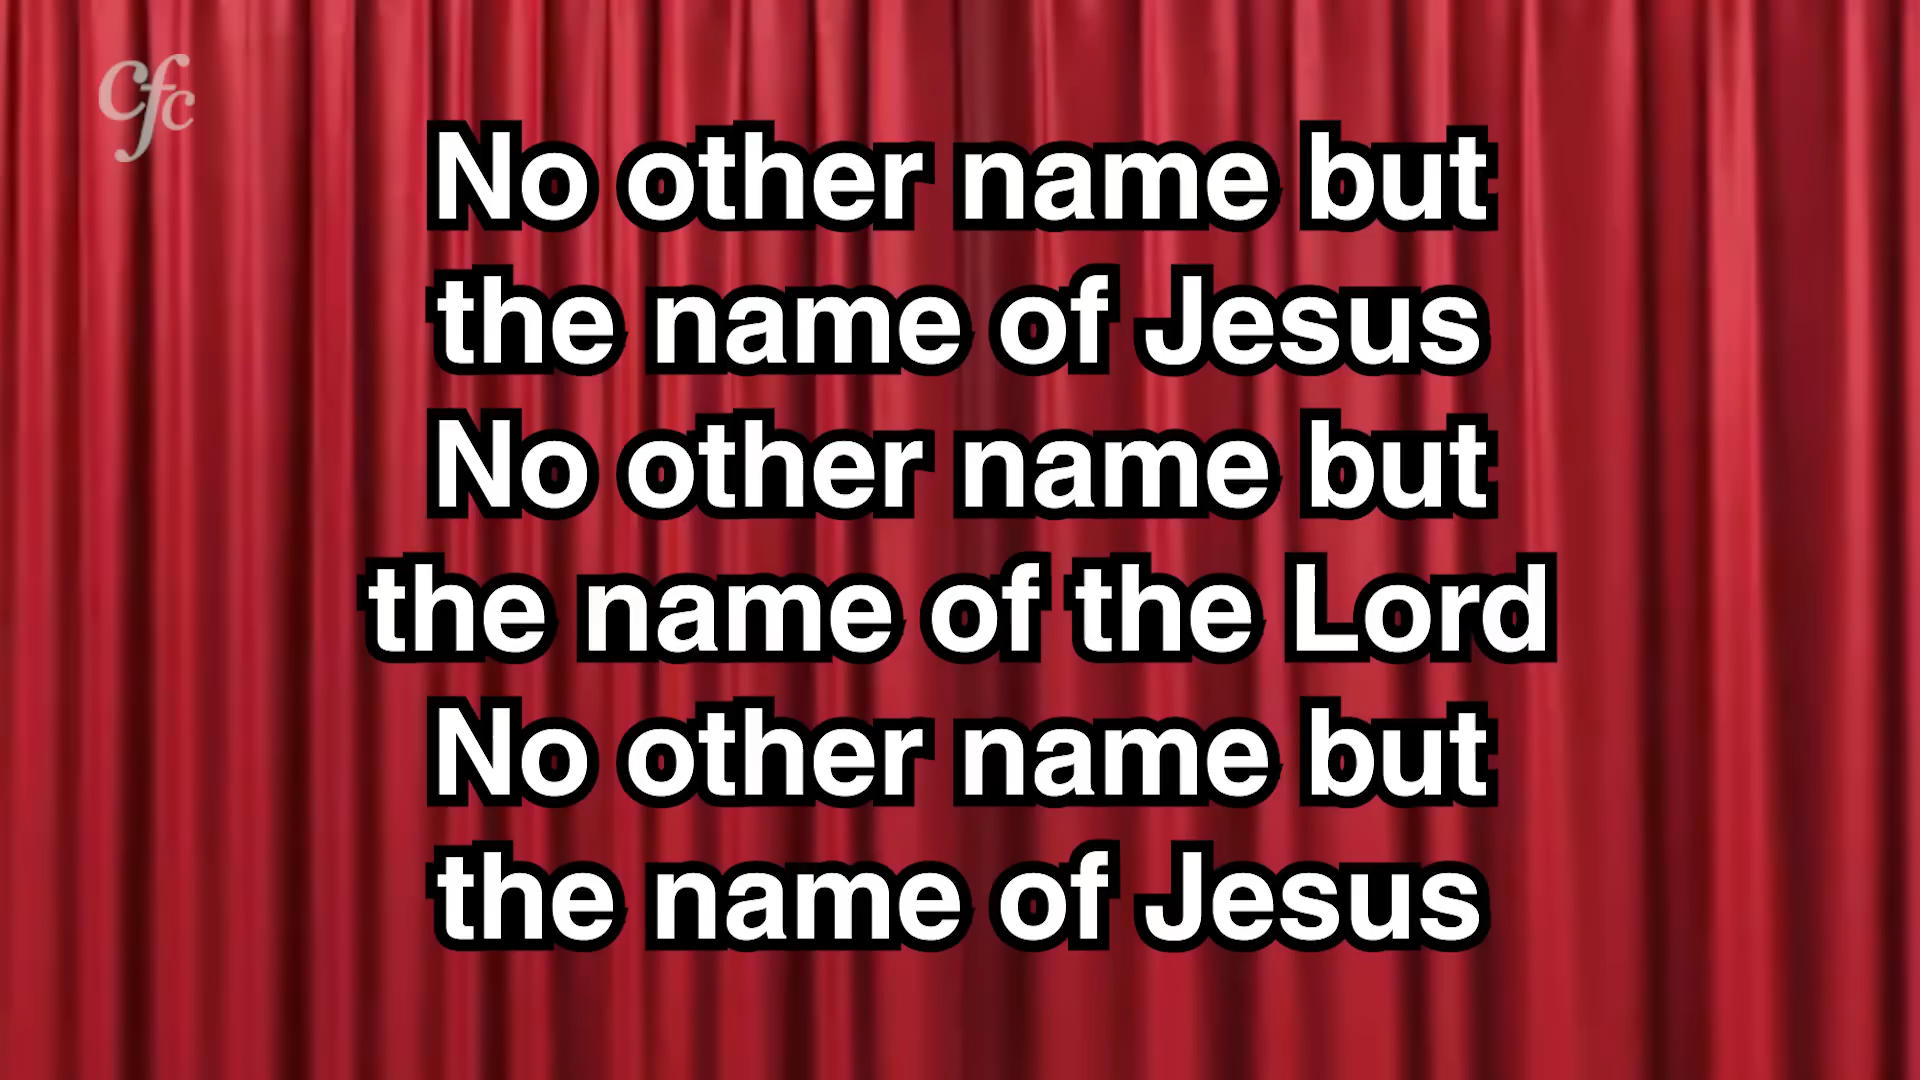 cfc
No other name but
the name of Jesus
No other name but
the name of the Lord
No other name but
the name of Jesus